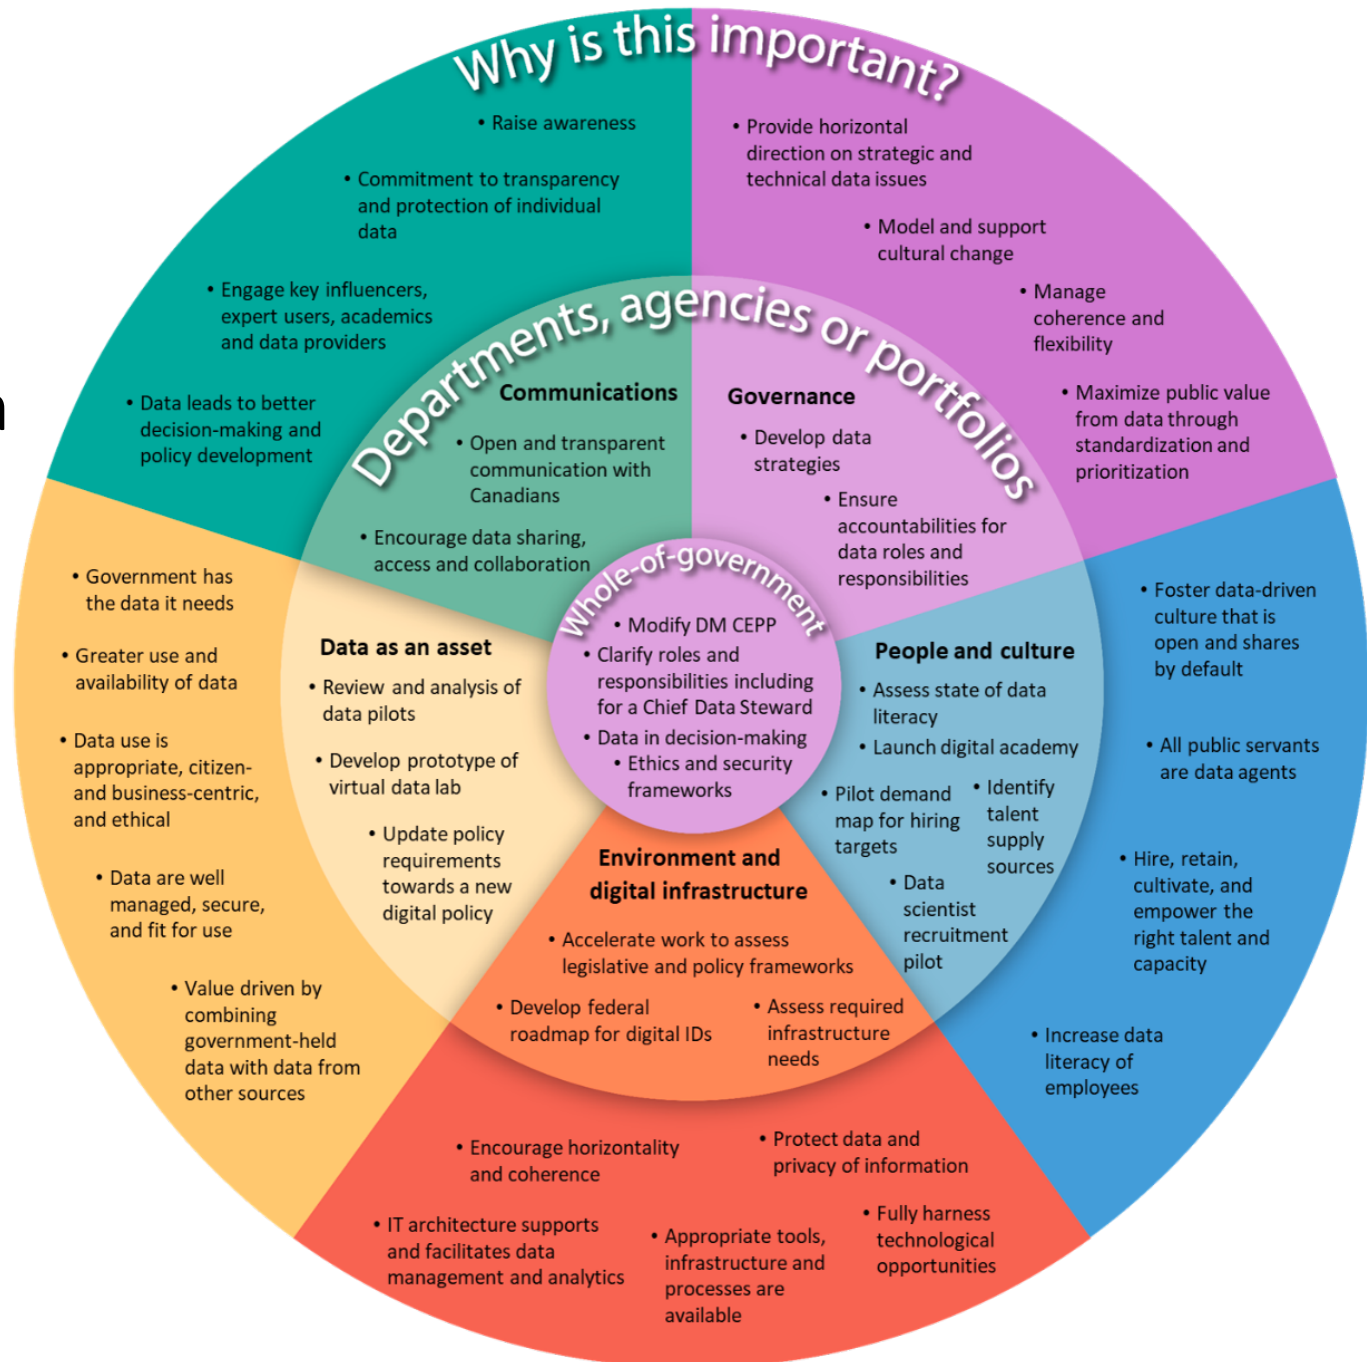 Why is this important?
• Raise awareness
• Commitment to transparency
and protection of individual
data
• Engage key influencers,
expert users, academics
and data providers
• Data leads to better
decision-making and
policy development
• Provide horizontal
direction on strategic and
technical data issues
• Model and support
cultural change
• Manage
coherence and
flexibility
• Maximize public value
from data through
standardization and
prioritization
Departments, agencies or portfolios
Communications
• Open and transparent
communication with
Canadians
• Encourage data sharing,
access and collaboration
Governance
• Develop data
strategies
• Ensure
accountabilities for
data roles and
responsibilities
n
Whole-of-government
• Modify DM CEPP
• Clarify roles and
responsibilities including
for a Chief Data Steward
• Data in decision-making
• Ethics and security
frameworks
• Government has
the data it needs
• Greater use and
availability of data
• Data use is
appropriate, citizen-
and business-centric,
and ethical
• Data are well
managed, secure,
and fit for use
• Value driven by
combining
government-held
data with data from
other sources
Data as an asset
• Review and analysis of
data pilots
• Develop prototype of
virtual data lab
• Update policy
requirements
towards a new
digital policy
People and culture
• Assess state of data
literacy
• Launch digital academy
• Pilot demand
map for hiring
targets
• Identify
talent
supply
sources
• Data
scientist
recruitment
pilot
• Foster data-driven
culture that is
open and shares
by default
• All public servants
are data agents
• Hire, retain,
cultivate, and
empower the
right talent and
capacity
• Increase data
literacy of
employees
Environment and
digital infrastructure
• Accelerate work to assess
legislative and policy frameworks
• Develop federal
roadmap for digital IDs
• Assess required
infrastructure
needs
• Encourage horizontality
and coherence
• Protect data and
privacy of information
• IT architecture supports
and facilitates data
management and analytics
• Appropriate tools,
infrastructure and
processes are
available
• Fully harness
technological
opportunities